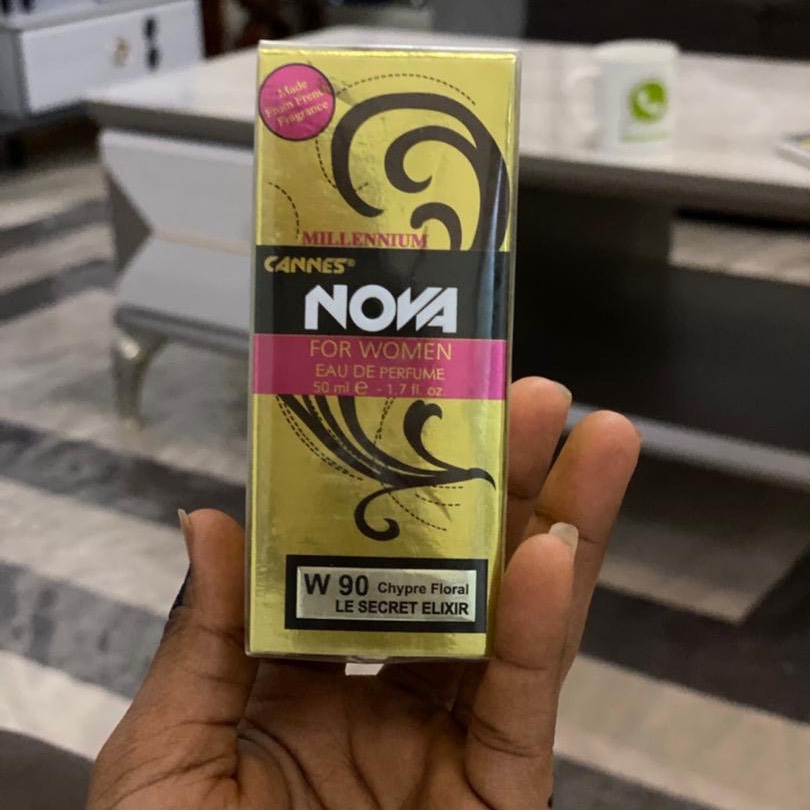 Made
From French
Fragrance
MILLENNIUM
CANNES®
NOVA
FOR WOMEN
EAU DE PERFUME
50 ml e - 1.7 fl. oz.
W 90 Chypre Floral
LE SECRET ELIXIR